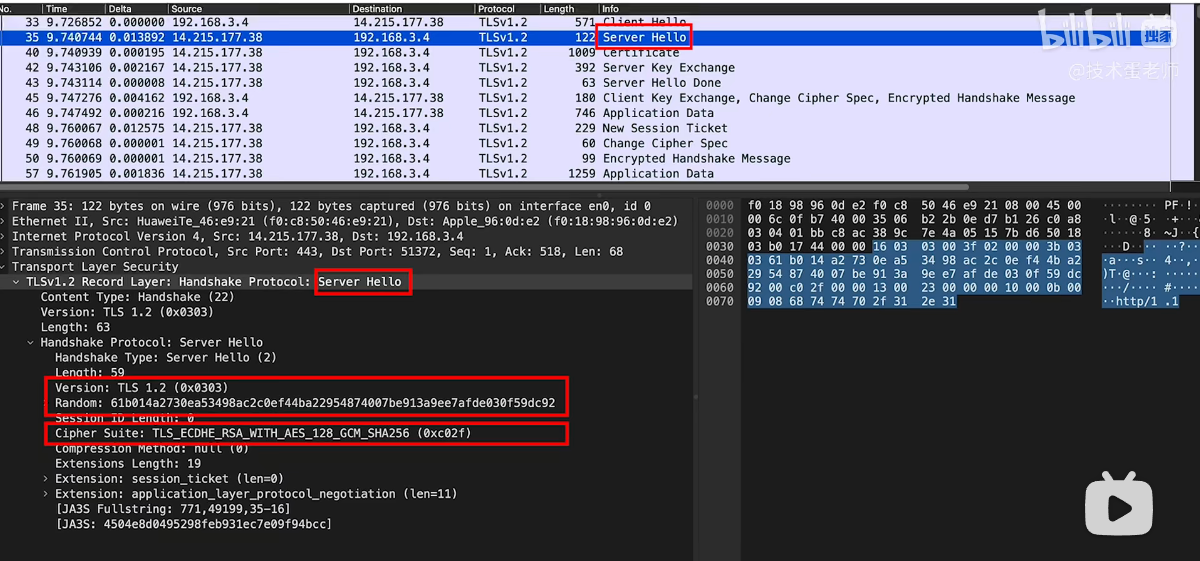 No. Time Delta Source Destination Protocol Length Info
33 9.726852 0.000000 192.168.3.4 14.215.177.38 TLSv1.2 571 Client Hello
35 9.740744 0.013892 14.215.177.38 192.168.3.4 TLSv1.2 122 Server Hello
40 9.740939 0.000195 14.215.177.38 192.168.3.4 TLSv1.2 1009 Certificate
42 9.743106 0.002167 14.215.177.38 192.168.3.4 TLSv1.2 392 Server Key Exchange
43 9.743114 0.000008 14.215.177.38 192.168.3.4 TLSv1.2 63 Server Hello Done
45 9.747276 0.004162 192.168.3.4 14.215.177.38 TLSv1.2 180 Client Key Exchange, Change Cipher Spec, Encrypted Handshake Message
46 9.747492 0.000216 192.168.3.4 14.215.177.38 TLSv1.2 746 Application Data
48 9.760067 0.012575 14.215.177.38 192.168.3.4 TLSv1.2 229 New Session Ticket
49 9.760068 0.000001 14.215.177.38 192.168.3.4 TLSv1.2 60 Change Cipher Spec
50 9.760069 0.000001 14.215.177.38 192.168.3.4 TLSv1.2 99 Encrypted Handshake Message
57 9.761905 0.001836 14.215.177.38 192.168.3.4 TLSv1.2 1259 Application Data
bilibili 独家
@技术蛋老师
Frame 35: 122 bytes on wire (976 bits), 122 bytes captured (976 bits) on interface en0, id 0
Ethernet II, Src: HuaweiTe_46:e9:21 (f0:c8:50:46:e9:21), Dst: Apple_96:0d:e2 (f0:18:98:96:0d:e2)
Internet Protocol Version 4, Src: 14.215.177.38, Dst: 192.168.3.4
Transmission Control Protocol, Src Port: 443, Dst Port: 51372, Seq: 1, Ack: 518, Len: 68
Transport Layer Security
TLSv1.2 Record Layer: Handshake Protocol: Server Hello
Content Type: Handshake (22)
Version: TLS 1.2 (0x0303)
Length: 63
Handshake Protocol: Server Hello
Handshake Type: Server Hello (2)
Length: 59
Version: TLS 1.2 (0x0303)
Random: 61b014a2730ea53498ac2c0ef44ba22954874007be913a9ee7afde030f59dc92
Session ID Length: 0
Cipher Suite: TLS_ECDHE_RSA_WITH_AES_128_GCM_SHA256 (0xc02f)
Compression Method: null (0)
Extensions Length: 19
Extension: session_ticket (len=0)
Extension: application_layer_protocol_negotiation (len=11)
[JA3S Fullstring: 771,49199,35-16]
[JA3S: 4504e8d0495298feb931ec7e09f94bcc]
0000 f0 18 98 96 0d e2 f0 c8 50 46 e9 21 08 00 45 00
0010 00 6c 0f b7 40 00 35 06 b2 2b 0e d7 b1 26 c0 a8
0020 03 04 01 bb c8 ac 38 9c 7e 4a 05 15 7b d6 50 18
0030 03 b0 17 44 00 00 16 03 03 00 3f 02 00 00 3b 03
0040 03 61 b0 14 a2 73 0e a5 34 98 ac 2c 0e f4 4b a2
0050 29 54 87 40 07 be 91 3a 9e e7 af de 03 0f 59 dc
0060 92 00 c0 2f 00 00 13 00 23 00 00 00 10 00 0b 00
0070 09 08 68 74 74 70 2f 31 2e 31
········ PF·!·
·l··@·5· ·+···
······8· ~J··{
···D···· ··?·
·a···s·· 4··,·
)T·@···: ······
···/···· #·····
··http/1 .1